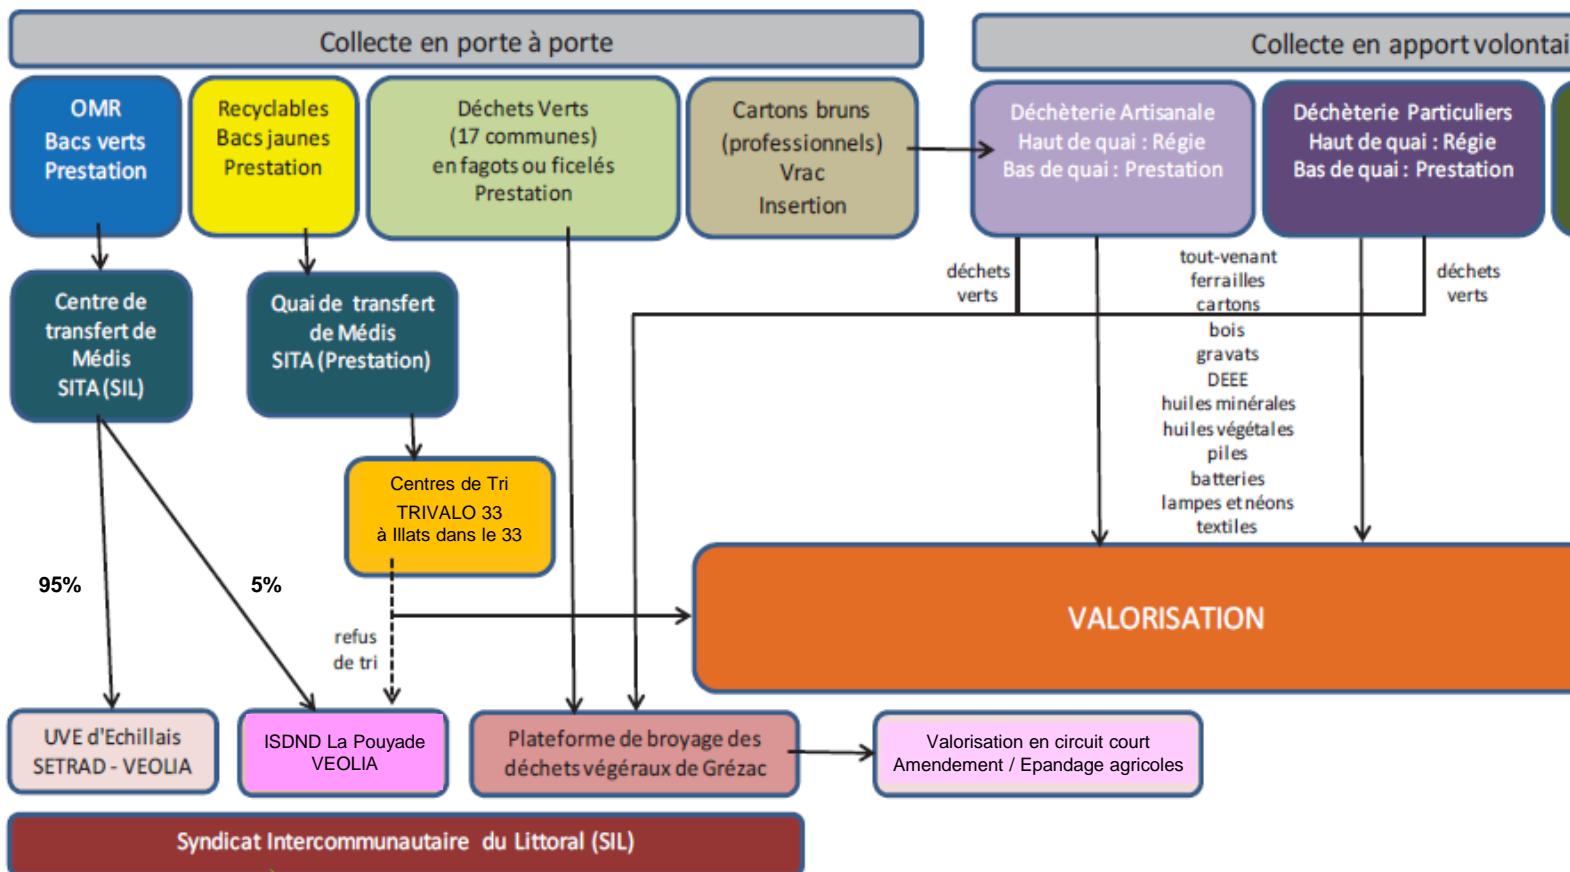 Collecte en porte à porte
Collecte en apport volontai
OMR
Bacs verts
Prestation
Recyclables
Bacs jaunes
Prestation
Déchets Verts
(17 communes)
en fagots ou ficelés
Prestation
Cartons bruns
(professionnels)
Vrac
Insertion
Déchèterie Artisanale
Haut de quai : Régie
Bas de quai : Prestation
Déchèterie Particuliers
Haut de quai : Régie
Bas de quai : Prestation
Centre de
transfert de
Médis
SITA (SIL)
Quai de transfert
de Médis
SITA (Prestation)
déchets
verts
tout-venant
ferrailles
cartons
bois
gravats
DEEE
huiles minérales
huiles végétales
piles
batteries
lampes et néons
textiles
déchets
verts
Centres de Tri
TRIVALO 33
à Illats dans le 33
95%
5%
refus
de tri
VALORISATION
UVE d'Echillais
SETRAD - VEOLIA
ISDND La Pouyade
VEOLIA
Plateforme de broyage des
déchets végéraux de Grézac
Valorisation en circuit court
Amendement / Epandage agricoles
Syndicat Intercommunautaire du Littoral (SIL)